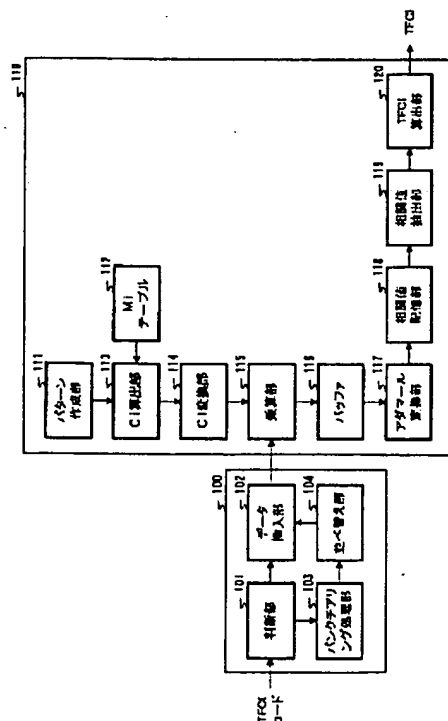 TFCI
コード
100
101
判断部
102
データ
挿入部
103
パンクチアリ
ング処理部
104
並べ替え部
110
111
パターン
作成部
112
Mi
テーブル
113
Ci算出部
114
Ci変換部
115
乗算部
116
バッファ
117
アダマール
変換部
118
相関値
記憶部
119
相関値
抽出部
120
TFCI
算出部
TFCI